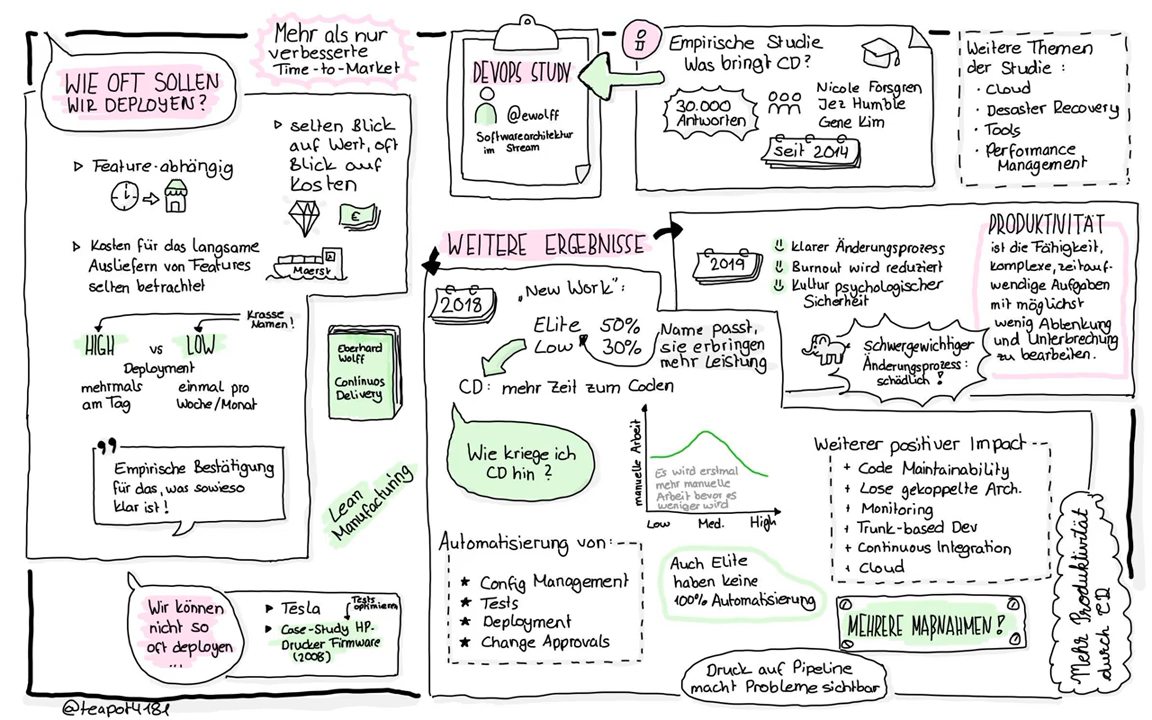 Mehr als nur
verbesserte
Time-to-Market
WIE OFT SOLLEN
WIR DEPLOYEN?
Feature-abhängig
Kosten für das langsame
Ausliefern von Features
selten betrachtet
selten Blick
auf Wert, oft
Blick auf
Kosten
€
Maersk
Krasse
Namen!
HIGH vs LOW
Deployment
mehrmals
am Tag
einmal pro
Woche/Monat
Empirische Bestätigung
für das, was sowieso
klar ist!
Eberhard
Wolff
Continuos
Delivery
Lean
Manufacturing
Wir können
nicht so
oft deployen
...
Tesla
Tests
optimieren
Case-Study HP-
Drucker Firmware
(2008)
@teapot4181
DEVOPS STUDY
@ewolff
Softwarearchitektur
im Stream
Empirische Studie
Was bringt CD?
30.000
Antworten
Nicole Forsgren
Jez Humble
Gene Kim
seit 2014
Weitere Themen
der Studie:
· Cloud
· Desaster Recovery
· Tools
· Performance
Management
WEITERE ERGEBNISSE
2018
„New Work":
Elite 50%
Low 30%
Name passt,
sie erbringen
mehr Leistung
CD: mehr Zeit zum Coden
2019
klarer Änderungsprozess
Burnout wird reduziert
Kultur psychologischer
Sicherheit
Schwergewichtiger
Änderungsprozess:
schädlich!
PRODUKTIVITÄT
ist die Fähigkeit,
komplexe, zeitauf-
wendige Aufgaben
mit möglichst
wenig Ablenkung
und Unterbrechung
zu bearbeiten.
Wie kriege ich
CD hin?
manuelle Arbeit
Es wird erstmal
mehr manuelle
Arbeit bevor es
weniger wird
Low Med. High
Automatisierung von:
Config Management
Tests
Deployment
Change Approvals
Auch Elite
haben keine
100% Automatisierung
Weiterer positiver Impact
+ Code Maintainability
+ Lose gekoppelte Arch.
+ Monitoring
+ Trunk-based Dev
+ Continuous Integration
+ Cloud
MEHRERE MAßNAHMEN!
Druck auf Pipeline
macht Probleme sichtbar
Mehr Produktivität
durch CD